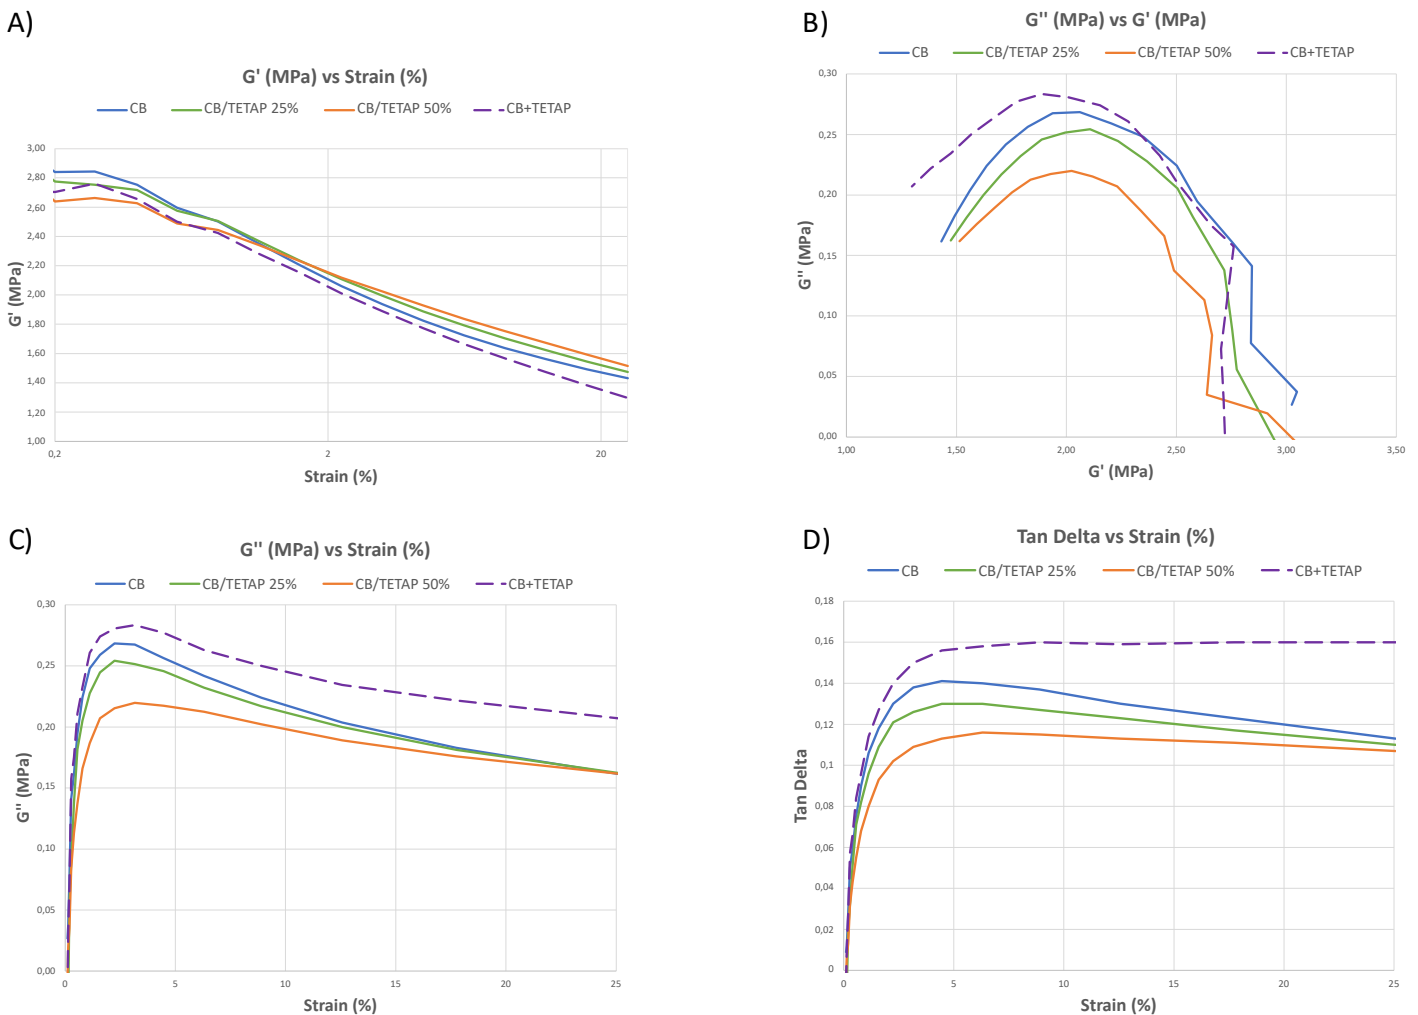 A)
G' (MPa) vs Strain (%)
CB CB/TETAP 25% CB/TETAP 50% CB+TETAP
3,00
2,80
2,60
2,40
2,20
2,00
1,80
1,60
1,40
1,20
1,00
G' (MPa)
0,2 2 20
Strain (%)
B)
G'' (MPa) vs G' (MPa)
CB CB/TETAP 25% CB/TETAP 50% CB+TETAP
0,30
0,25
0,20
0,15
0,10
0,05
0,00
G'' (MPa)
1,00 1,50 2,00 2,50 3,00 3,50
G' (MPa)
C)
G'' (MPa) vs Strain (%)
CB CB/TETAP 25% CB/TETAP 50% CB+TETAP
0,30
0,25
0,20
0,15
0,10
0,05
0,00
G'' (MPa)
0 5 10 15 20 25
Strain (%)
D)
Tan Delta vs Strain (%)
CB CB/TETAP 25% CB/TETAP 50% CB+TETAP
0,18
0,16
0,14
0,12
0,1
0,08
0,06
0,04
0,02
0
Tan Delta
0 5 10 15 20 25
Strain (%)